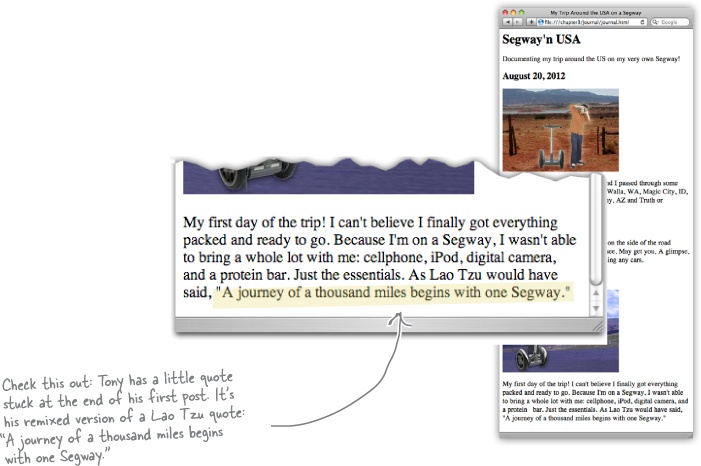 My Trip Around the USA on a Segway
file:///chapter3/journal/journal.html
Google
Segway'n USA
Documenting my trip around the US on my very own Segway!
August 20, 2012
d I passed through some
Walla, WA, Magic City, ID,
y, AZ and Truth or
on the side of the road
ee, May get you, A glimpse,
ing any cars.
My first day of the trip! I can't believe I finally got everything
packed and ready to go. Because I'm on a Segway, I wasn't able
to bring a whole lot with me: cellphone, iPod, digital camera,
and a protein bar. Just the essentials. As Lao Tzu would have
said, "A journey of a thousand miles begins with one Segway."
My first day of the trip! I can't believe I finally got everything
packed and ready to go. Because I'm on a Segway, I wasn't able
to bring a whole lot with me: cellphone, iPod, digital camera, and
a protein bar. Just the essentials. As Lao Tzu would have said,
"A journey of a thousand miles begins with one Segway."
Check this out: Tony has a little quote
stuck at the end of his first post. It's
his remixed version of a Lao Tzu quote:
"A journey of a thousand miles begins
with one Segway."